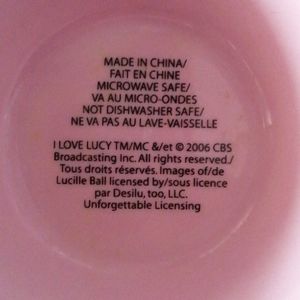 MADE IN CHINA/
FAIT EN CHINE
MICROWAVE SAFE/
VA AU MICRO-ONDES
NOT DISHWASHER SAFE/
NE VA PAS AU LAVE-VAISSELLE
I LOVE LUCY TM/MC &/et © 2006 CBS
Broadcasting Inc. All rights reserved./
Tous droits réservés. Images of/de
Lucille Ball licensed by/sous licence
par Desilu, too, LLC.
Unforgettable Licensing